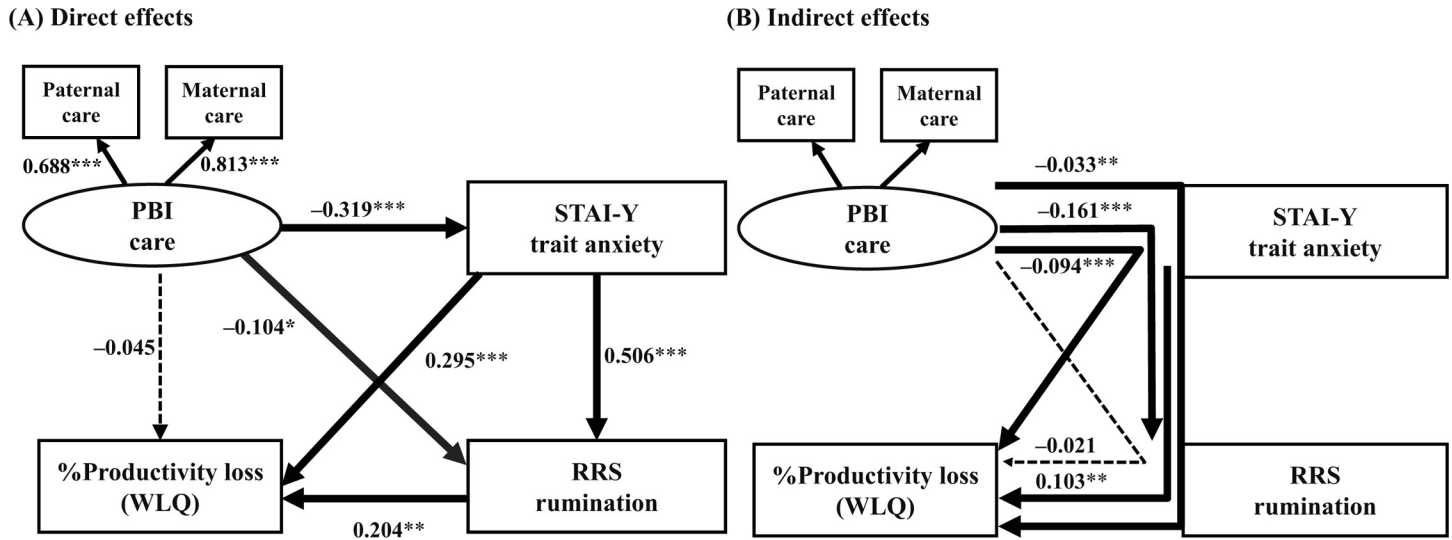 (A) Direct effects
Paternal
care
Maternal
care
0.688***
0.813***
PBI
care
–0.319***
STAI-Y
trait anxiety
–0.045
–0.104*
0.295***
0.506***
%Productivity loss
(WLQ)
0.204**
RRS
rumination
(B) Indirect effects
Paternal
care
Maternal
care
–0.033**
PBI
care
–0.161***
–0.094***
STAI-Y
trait anxiety
–0.021
%Productivity loss
(WLQ)
0.103**
RRS
rumination